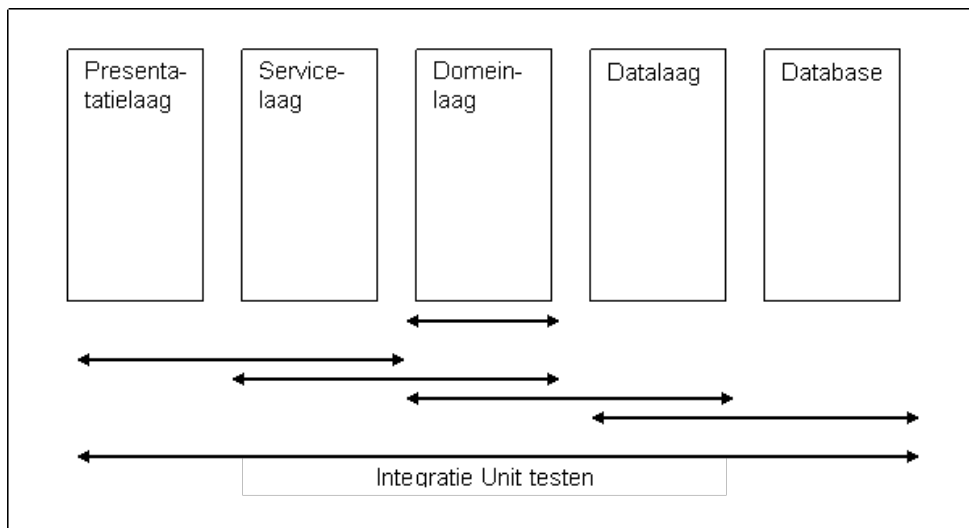 Presenta-
tatielaag
Service-
laag
Domein-
laag
Datalaag
Database
Integratie Unit testen